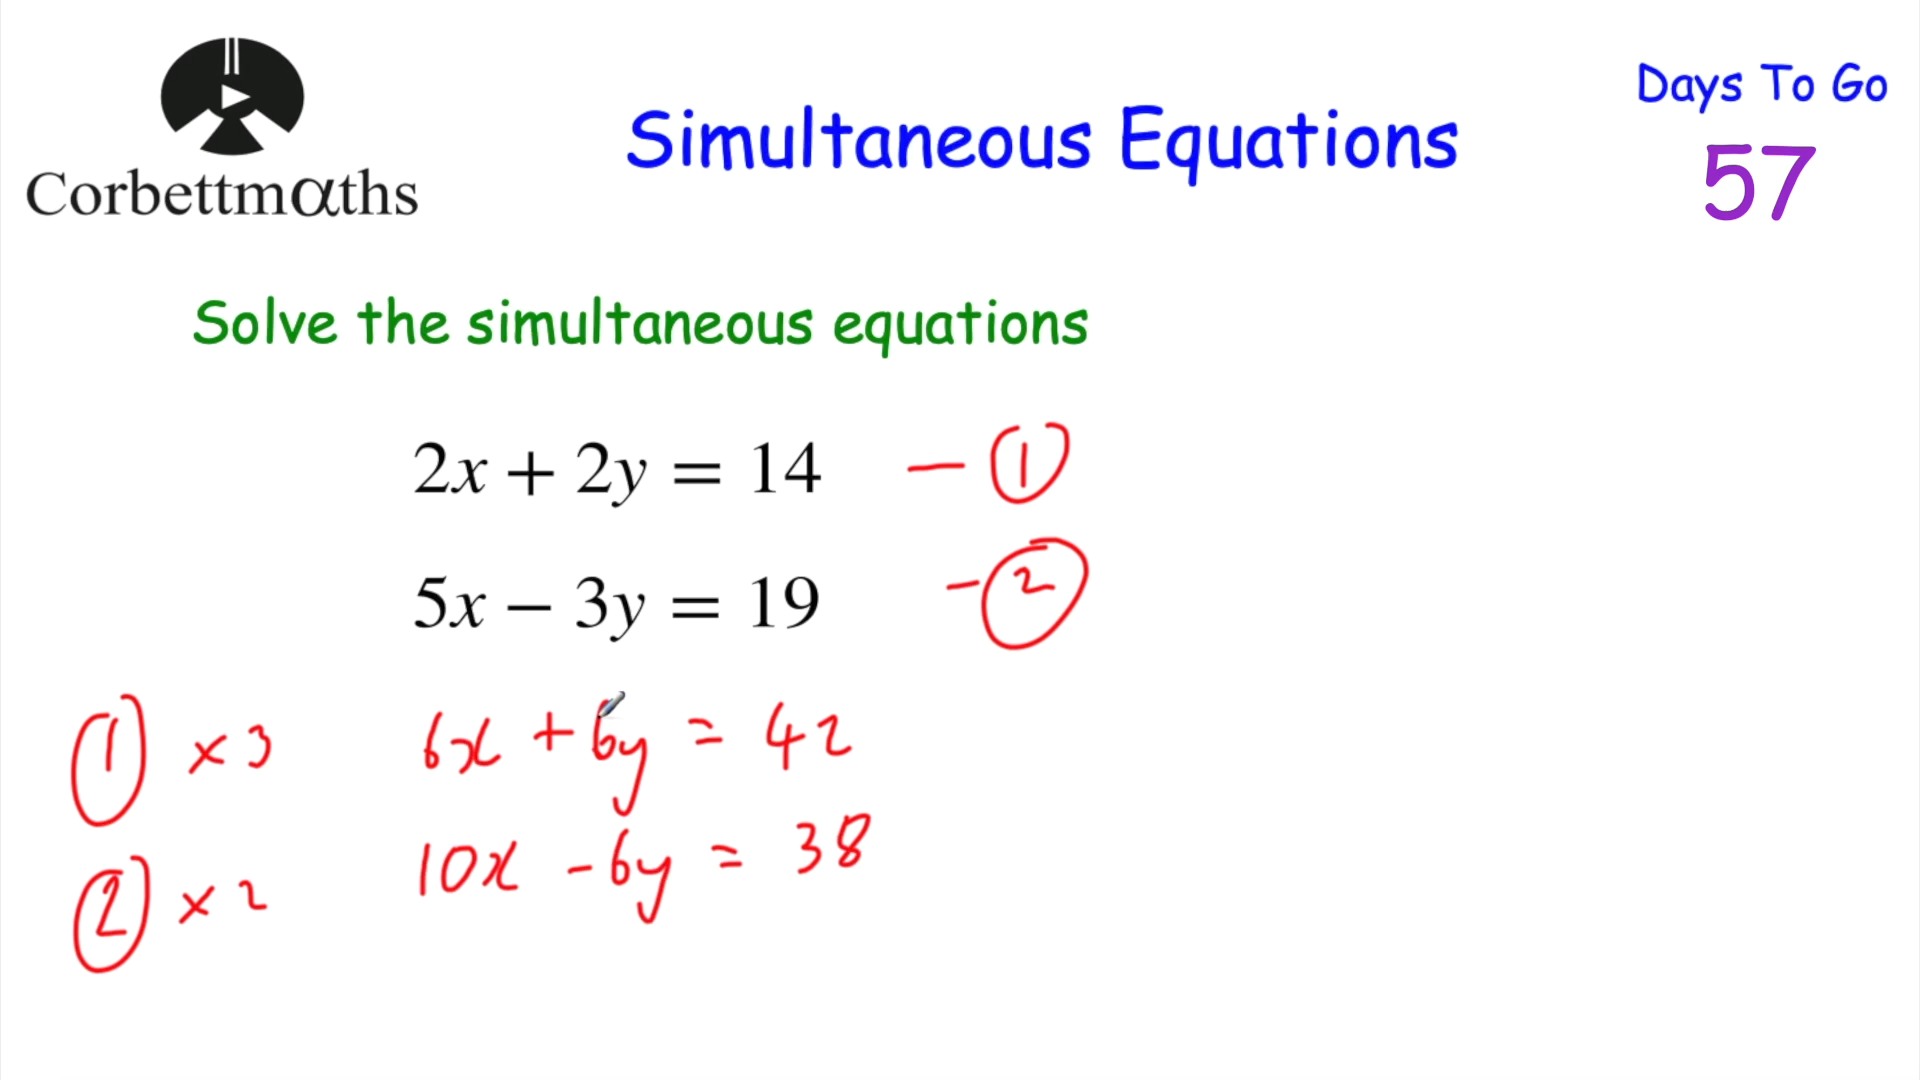 Corbettmαths
Simultaneous Equations
Days To Go
57
Solve the simultaneous equations
2x + 2y = 14 — ①
5x − 3y = 19 - ②
① × 3 6x + 6y = 42
② × 2 10x - 6y = 38